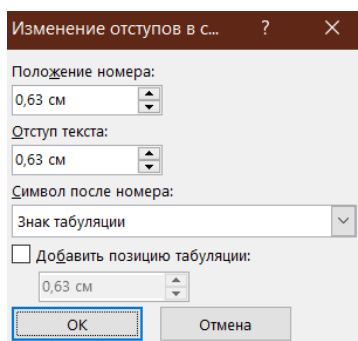 Изменение отступов в с... ?
Положение номера:
0,63 см
Отступ текста:
0,63 см
Символ после номера:
Знак табуляции
Добавить позицию табуляции:
0,63 см
ОК Отмена